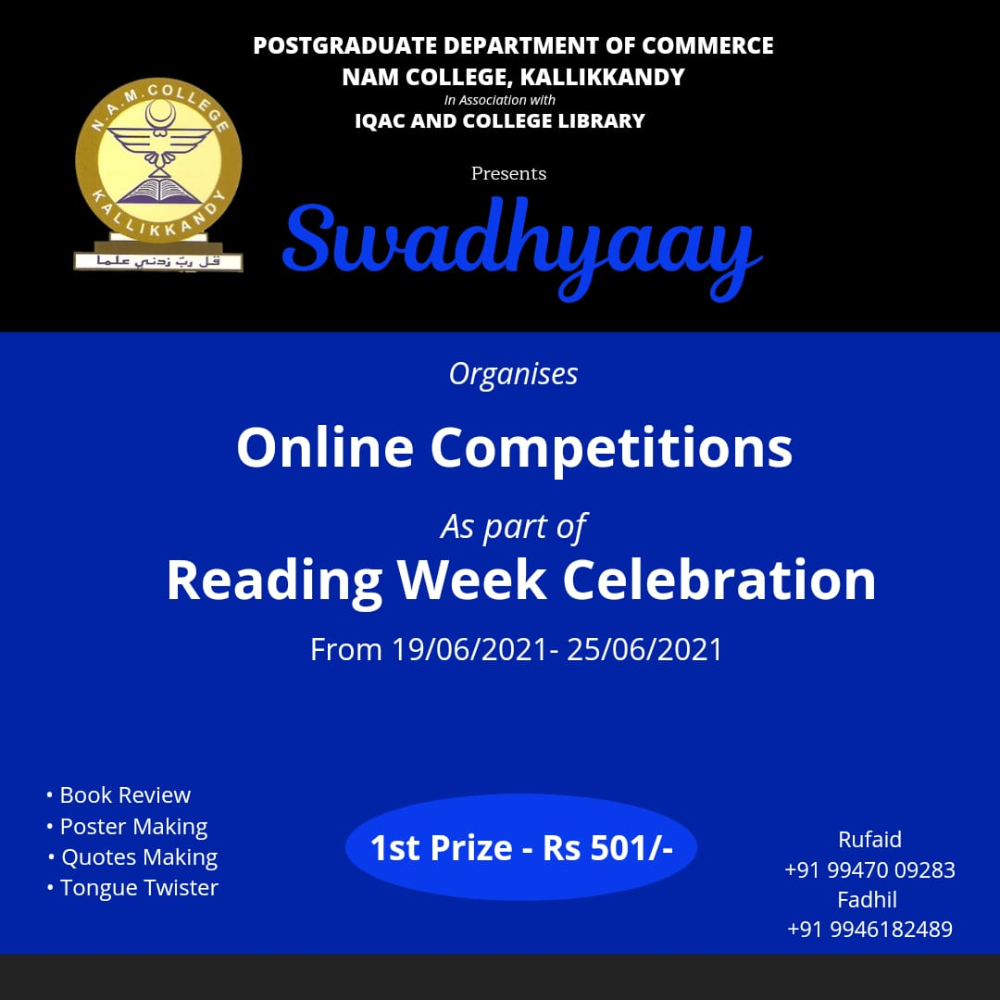 POSTGRADUATE DEPARTMENT OF COMMERCE
NAM COLLEGE, KALLIKKANDY
In Association with
IQAC AND COLLEGE LIBRARY
N.A.M.COLLEGE
KALLIKKANDY
قل ربّ زدني علما
Presents
Swadhyaay
Organises
Online Competitions
As part of
Reading Week Celebration
From 19/06/2021- 25/06/2021
• Book Review
• Poster Making
• Quotes Making
• Tongue Twister
1st Prize - Rs 501/-
Rufaid
+91 99470 09283
Fadhil
+91 9946182489